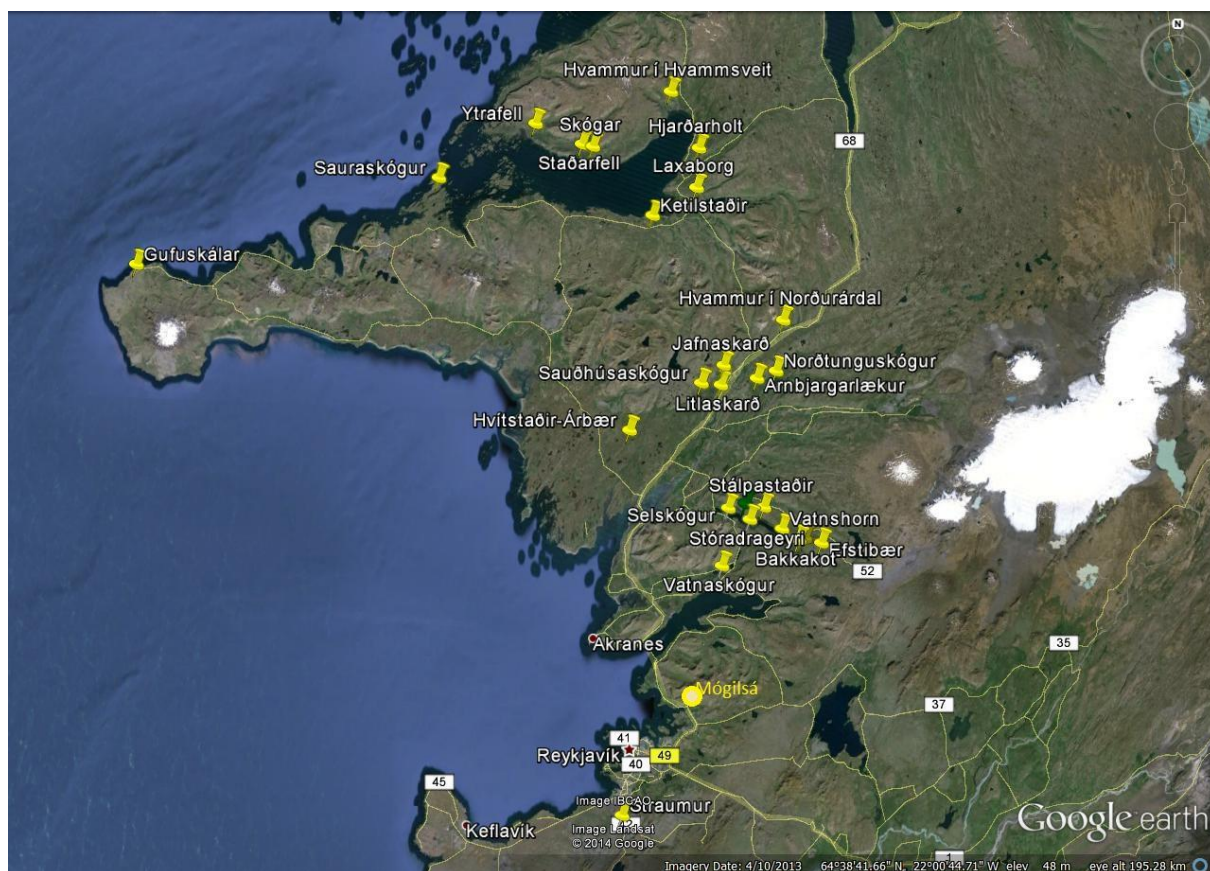 N
Hvammur í Hvammsveit
Ytrafell
Skógar
Hjarðarholt
68
Staðarfell
Laxaborg
Sauraskógur
Ketilstaðir
Gufuskálar
Hvammur í Norðurárdal
Jafnaskarð
Norðtunguskógur
Sauðhúsaskógur
Arnbjargarlækur
Litlaskarð
Hvítstaðir-Árbær
Stálpastaðir
Selskógur
Vatnshorn
Stóradrageyri
Efstibær
Bakkakot
52
Vatnaskógur
Akranes
35
Mógilsá
37
41
Reykjavík
49
40
45
Image IBCAO
Straumur
42
Keflavík
Image Landsat
© 2014 Google
Google earth
1
Imagery Date: 4/10/2013 64°38'41.66" N, 22°00'44.71" W elev 48 m eye alt 195.28 km